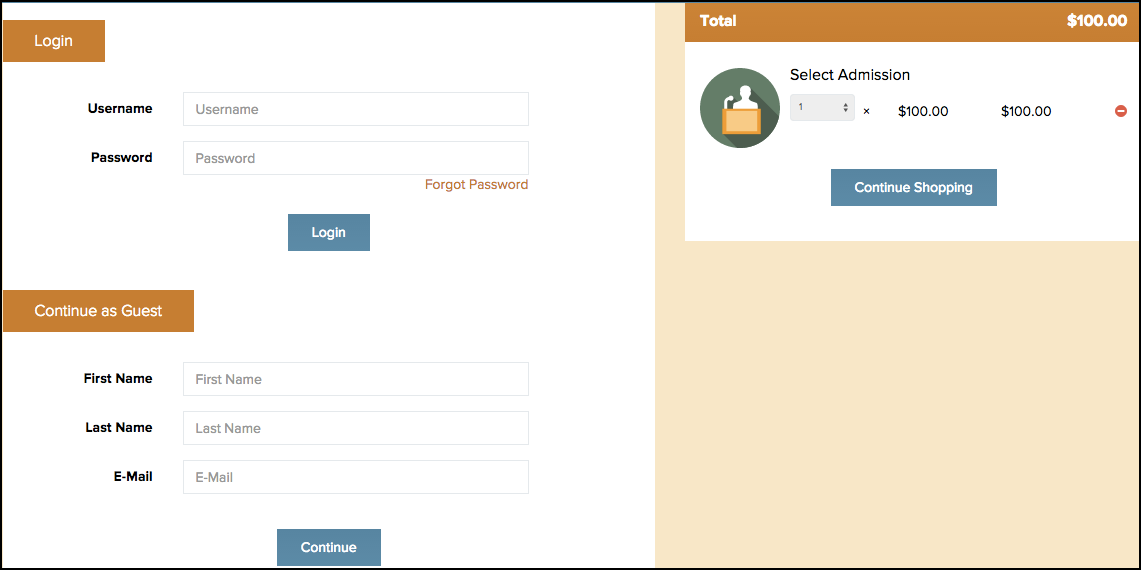 Login
Username
Username
Password
Password
Forgot Password
Login
Continue as Guest
First Name
First Name
Last Name
Last Name
E-Mail
E-Mail
Continue
Total $100.00
Select Admission
1 × $100.00 $100.00
Continue Shopping